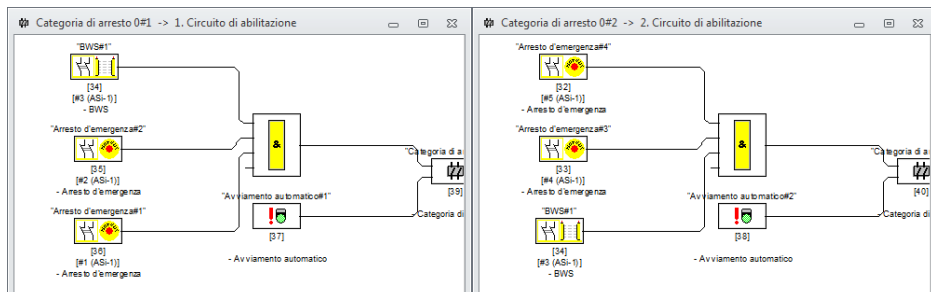 Categoria di arresto 0#1 -> 1. Circuito di abilitazione
"BWS#1"
[34]
[#3 (ASi-1)]
- BWS
"Arresto d'emergenza#2"
[35]
[#2 (ASi-1)]
- Arresto d'emergenza
"Arresto d'emergenza#1"
[36]
[#1 (ASi-1)]
- Arresto d'emergenza
&
"Avviamento automatico#1"
[37]
- Avviamento automatico
"Categoria di a
[39]
- Categoria di
Categoria di arresto 0#2 -> 2. Circuito di abilitazione
"Arresto d'emergenza#4"
[32]
[#5 (ASi-1)]
- Arresto d'emergenza
"Arresto d'emergenza#3"
[33]
[#4 (ASi-1)]
- Arresto d'emergenza
"BWS#1"
[34]
[#3 (ASi-1)]
- BWS
&
"Avviamento automatico#2"
[38]
- Avviamento automatico
"Categoria di a
[40]
- Categoria di